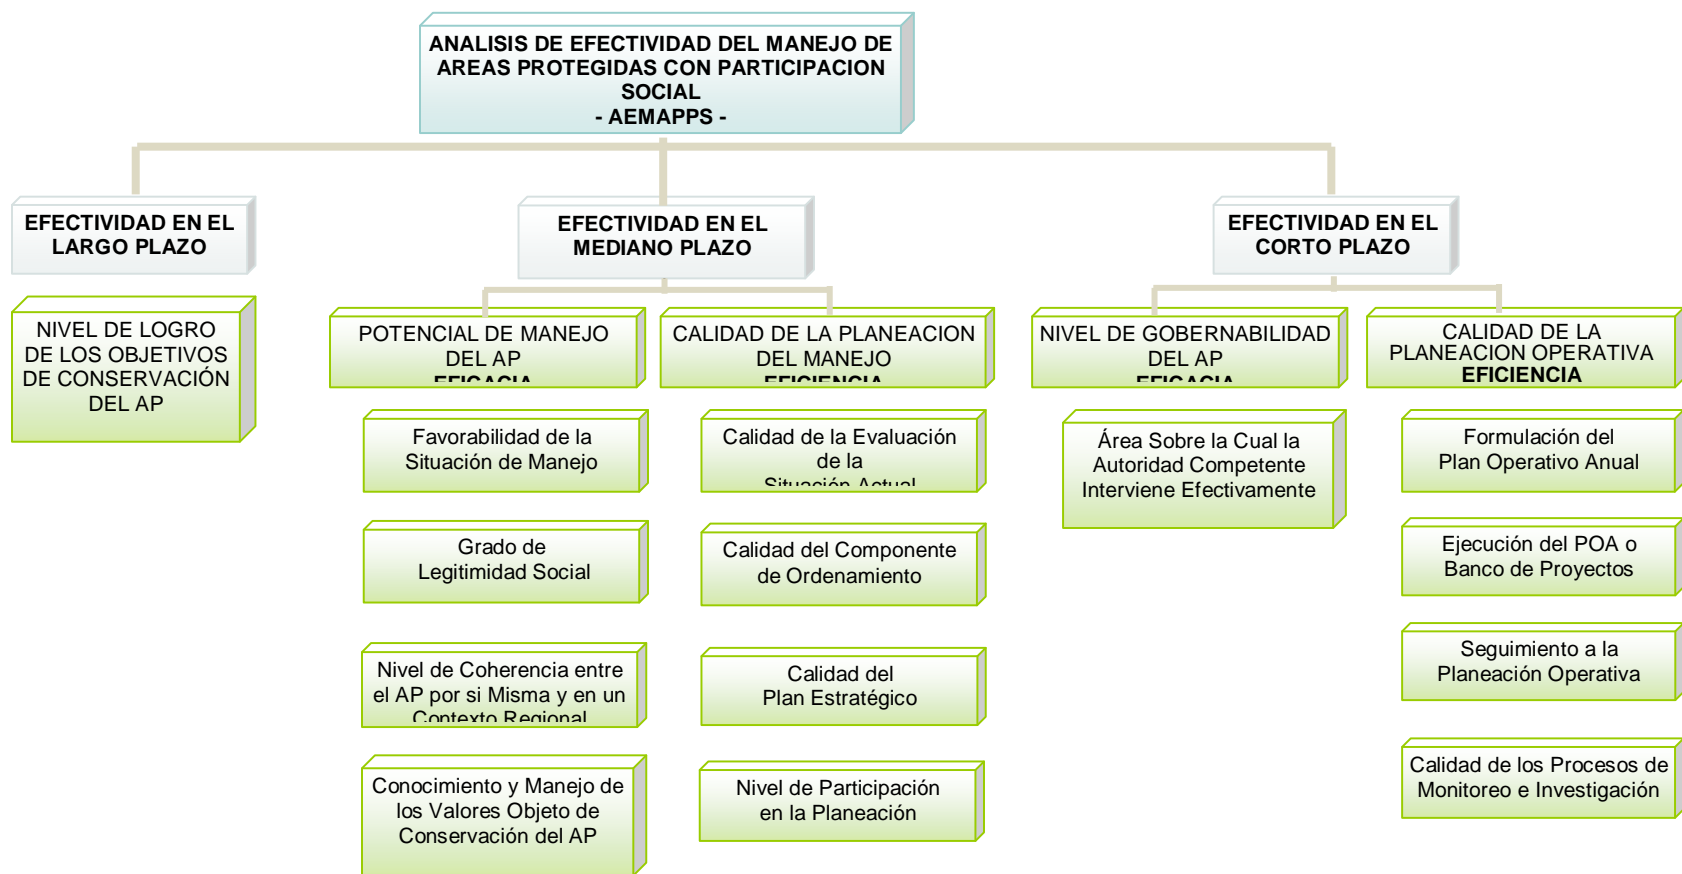 ANALISIS DE EFECTIVIDAD DEL MANEJO DE
AREAS PROTEGIDAS CON PARTICIPACION
SOCIAL
- AEMAPPS -
EFECTIVIDAD EN EL
LARGO PLAZO
EFECTIVIDAD EN EL
MEDIANO PLAZO
EFECTIVIDAD EN EL
CORTO PLAZO
NIVEL DE LOGRO
DE LOS OBJETIVOS
DE CONSERVACIÓN
DEL AP
POTENCIAL DE MANEJO
DEL AP
EFICACIA
CALIDAD DE LA PLANEACION
DEL MANEJO
EFICIENCIA
NIVEL DE GOBERNABILIDAD
DEL AP
EFICACIA
CALIDAD DE LA
PLANEACION OPERATIVA
EFICIENCIA
Favorabilidad de la
Situación de Manejo
Grado de
Legitimidad Social
Nivel de Coherencia entre
el AP por si Misma y en un
Contexto Regional
Conocimiento y Manejo de
los Valores Objeto de
Conservación del AP
Calidad de la Evaluación
de la
Situación Actual
Calidad del Componente
de Ordenamiento
Calidad del
Plan Estratégico
Nivel de Participación
en la Planeación
Área Sobre la Cual la
Autoridad Competente
Interviene Efectivamente
Formulación del
Plan Operativo Anual
Ejecución del POA o
Banco de Proyectos
Seguimiento a la
Planeación Operativa
Calidad de los Procesos de
Monitoreo e Investigación